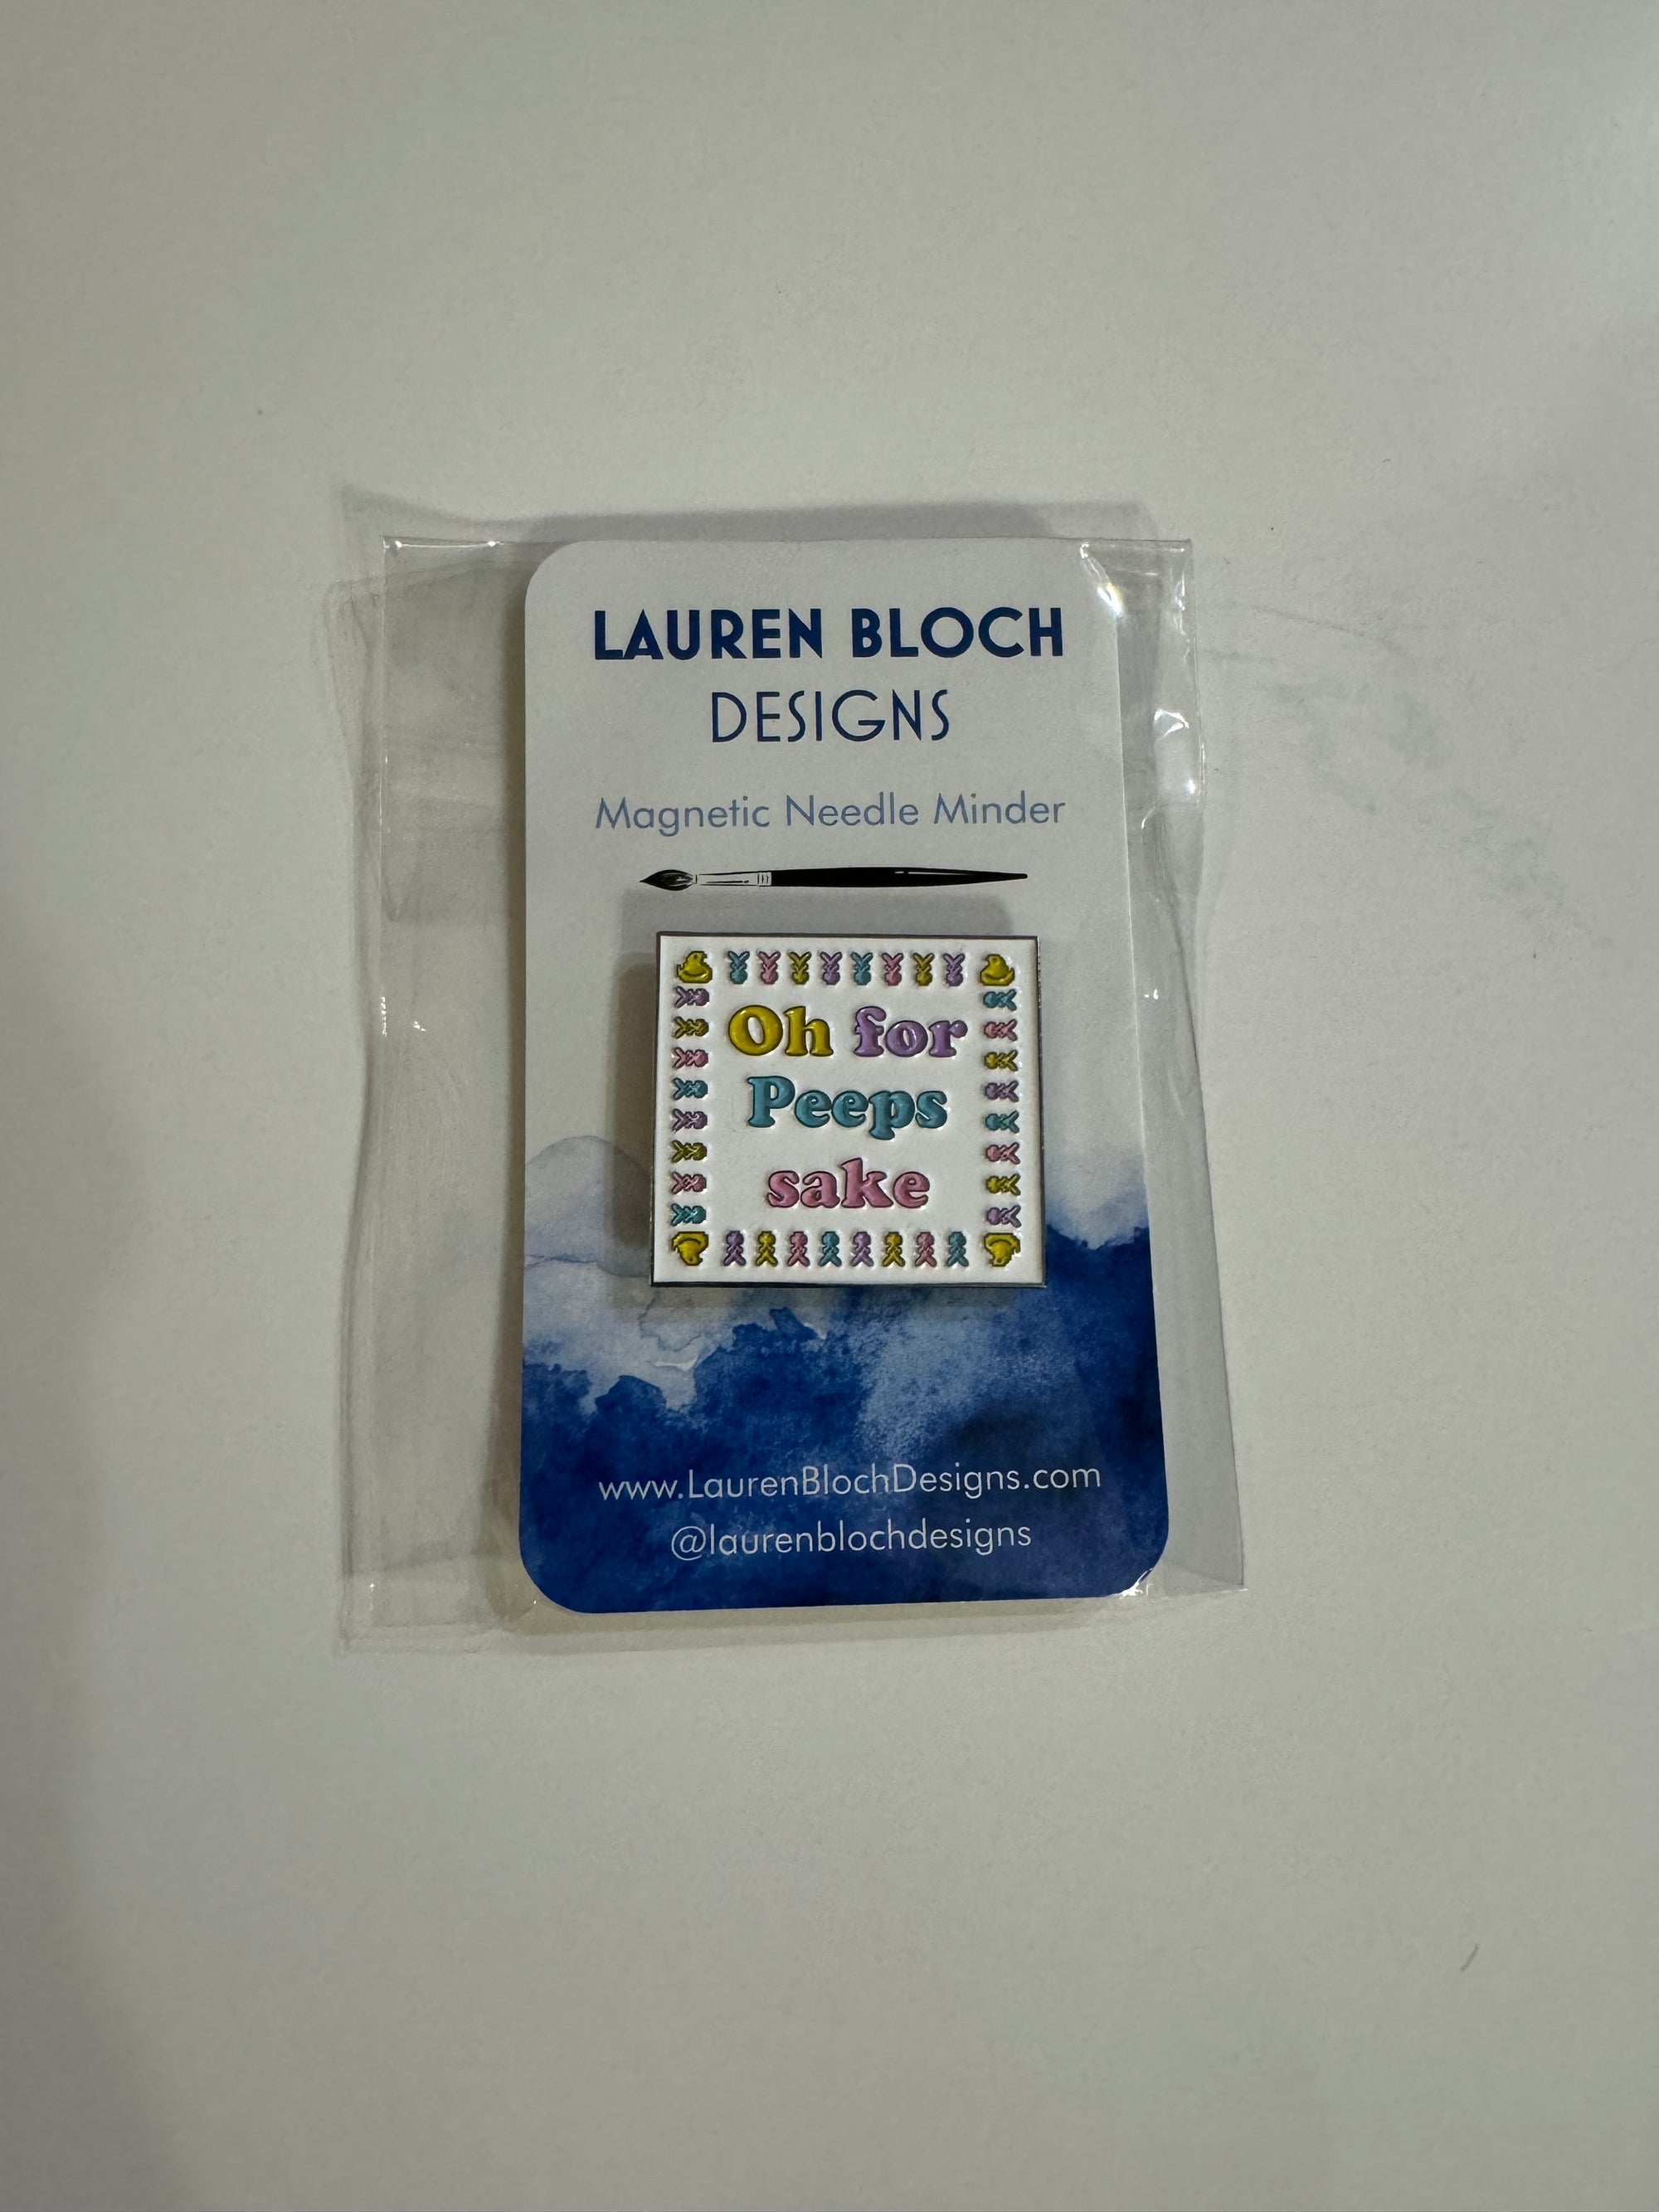 LAUREN BLOCH
DESIGNS
Magnetic Needle Minder
Oh for
Peeps
sake
www.LaurenBlochDesigns.com
@laurenblochdesigns